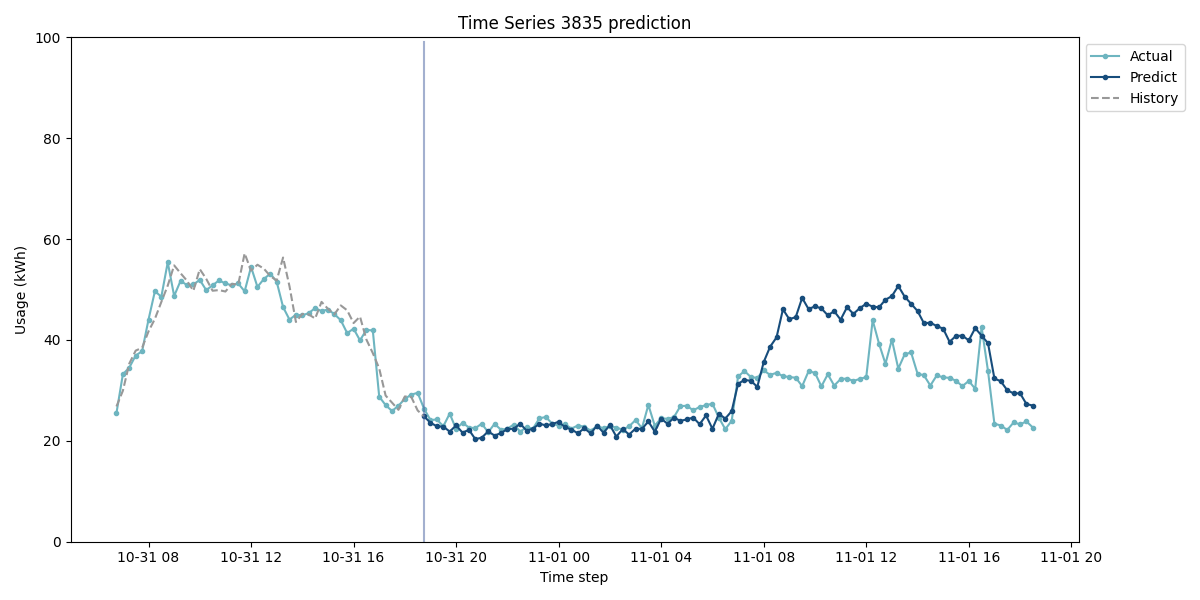 Time Series 3835 prediction
Usage (kWh)
100
80
60
40
20
0
10-31 08
10-31 12
10-31 16
10-31 20
11-01 00
11-01 04
11-01 08
11-01 12
11-01 16
11-01 20
Time step
Actual
Predict
History